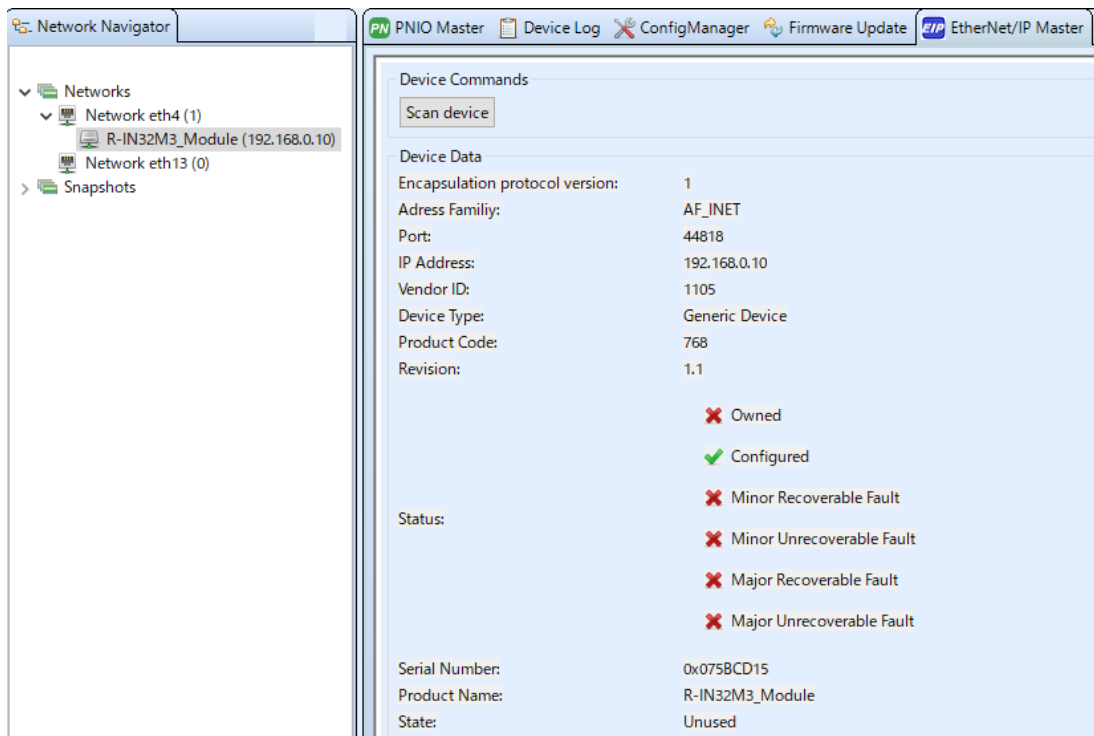 Network Navigator
Networks
Network eth4 (1)
R-IN32M3_Module (192.168.0.10)
Network eth13 (0)
Snapshots
PN PNIO Master Device Log ConfigManager Firmware Update EIP EtherNet/IP Master
Device Commands
Scan device
Device Data
Encapsulation protocol version: 1
Adress Familiy: AF_INET
Port: 44818
IP Address: 192.168.0.10
Vendor ID: 1105
Device Type: Generic Device
Product Code: 768
Revision: 1.1
Owned
Configured
Minor Recoverable Fault
Status:
Minor Unrecoverable Fault
Major Recoverable Fault
Major Unrecoverable Fault
Serial Number: 0x075BCD15
Product Name: R-IN32M3_Module
State: Unused